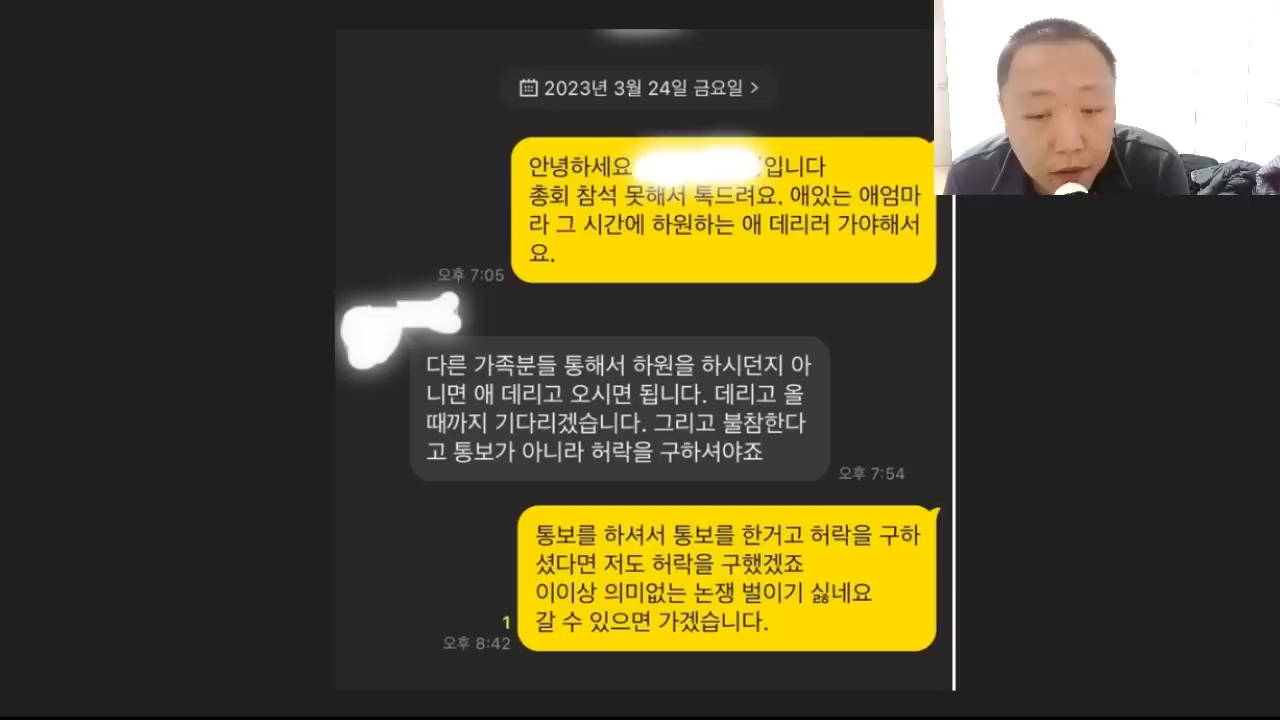 2023년 3월 24일 금요일
안녕하세요 입니다
총회 참석 못해서 톡드려요. 애있는 애엄마
라 그 시간에 하원하는 애 데리러 가야해서
요.
오후 7:05
다른 가족분들 통해서 하원을 하시던지 아
니면 애 데리고 오시면 됩니다. 데리고 올
때까지 기다리겠습니다. 그리고 불참한다
고 통보가 아니라 허락을 구하셔야죠
오후 7:54
통보를 하셔서 통보를 한거고 허락을 구하
셨다면 저도 허락을 구했겠죠
이이상 의미없는 논쟁 벌이기 싫네요
갈 수 있으면 가겠습니다.
1
오후 8:42